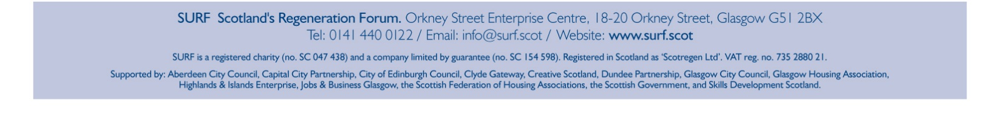 SURF Scotland's Regeneration Forum. Orkney Street Enterprise Centre, 18-20 Orkney Street, Glasgow G51 2BX
Tel: 0141 440 0122 / Email: info@surf.scot / Website: www.surf.scot
SURF is a registered charity (no. SC 047 438) and a company limited by guarantee (no. SC 154 598). Registered in Scotland as ‘Scotregen Ltd’. VAT reg. no. 735 2880 21.
Supported by: Aberdeen City Council, Capital City Partnership, City of Edinburgh Council, Clyde Gateway, Creative Scotland, Dundee Partnership, Glasgow City Council, Glasgow Housing Association,
Highlands & Islands Enterprise, Jobs & Business Glasgow, the Scottish Federation of Housing Associations, the Scottish Government, and Skills Development Scotland.